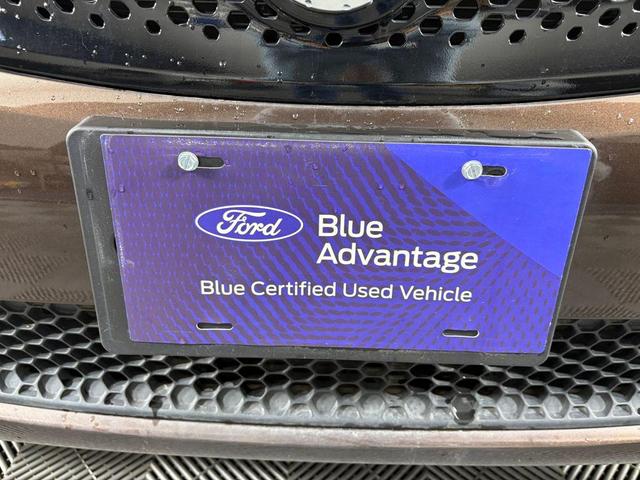 Ford
Blue
Advantage
Blue Certified Used Vehicle